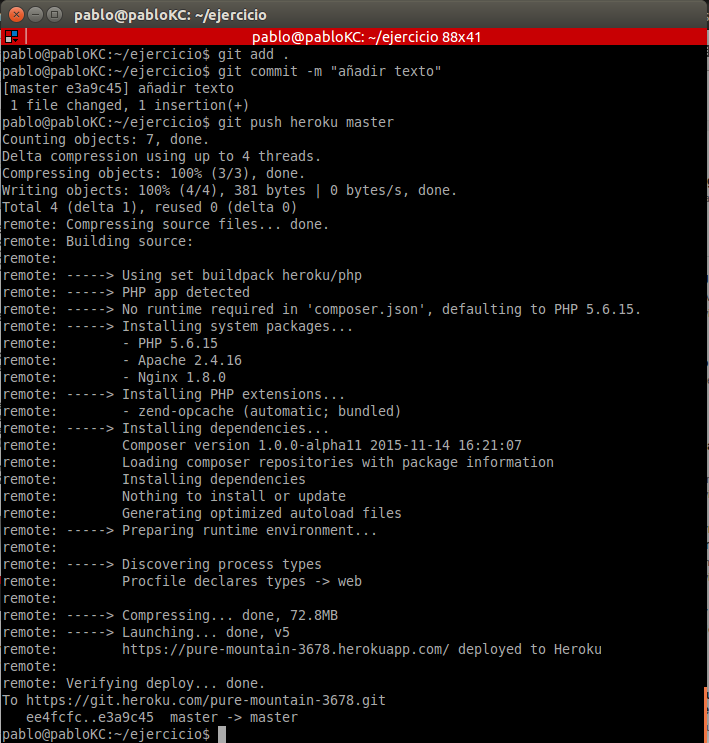 pablo@pabloKC: ~/ejercicio
pablo@pabloKC: ~/ejercicio 88x41
pablo@pabloKC:~/ejercicio$ git add .
pablo@pabloKC:~/ejercicio$ git commit -m "añadir texto"
[master e3a9c45] añadir texto
 1 file changed, 1 insertion(+)
pablo@pabloKC:~/ejercicio$ git push heroku master
Counting objects: 7, done.
Delta compression using up to 4 threads.
Compressing objects: 100% (3/3), done.
Writing objects: 100% (4/4), 381 bytes | 0 bytes/s, done.
Total 4 (delta 1), reused 0 (delta 0)
remote: Compressing source files... done.
remote: Building source:
remote:
remote: -----> Using set buildpack heroku/php
remote: -----> PHP app detected
remote: -----> No runtime required in 'composer.json', defaulting to PHP 5.6.15.
remote: -----> Installing system packages...
remote:        - PHP 5.6.15
remote:        - Apache 2.4.16
remote:        - Nginx 1.8.0
remote: -----> Installing PHP extensions...
remote:        - zend-opcache (automatic; bundled)
remote: -----> Installing dependencies...
remote:        Composer version 1.0.0-alpha11 2015-11-14 16:21:07
remote:        Loading composer repositories with package information
remote:        Installing dependencies
remote:        Nothing to install or update
remote:        Generating optimized autoload files
remote: -----> Preparing runtime environment...
remote:
remote: -----> Discovering process types
remote:        Procfile declares types -> web
remote:
remote: -----> Compressing... done, 72.8MB
remote: -----> Launching... done, v5
remote:        https://pure-mountain-3678.herokuapp.com/ deployed to Heroku
remote:
remote: Verifying deploy... done.
To https://git.heroku.com/pure-mountain-3678.git
   ee4fcfc..e3a9c45  master -> master
pablo@pabloKC:~/ejercicio$